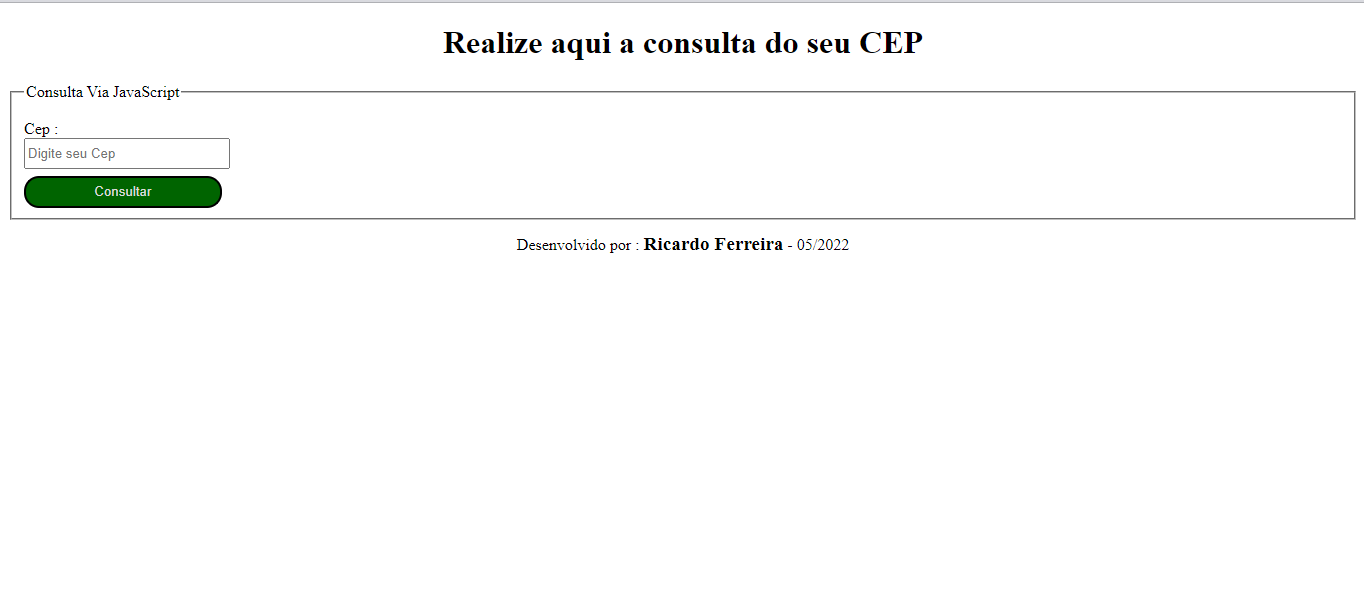 Realize aqui a consulta do seu CEP
Consulta Via JavaScript
Cep :
Digite seu Cep
Consultar
Desenvolvido por : Ricardo Ferreira - 05/2022